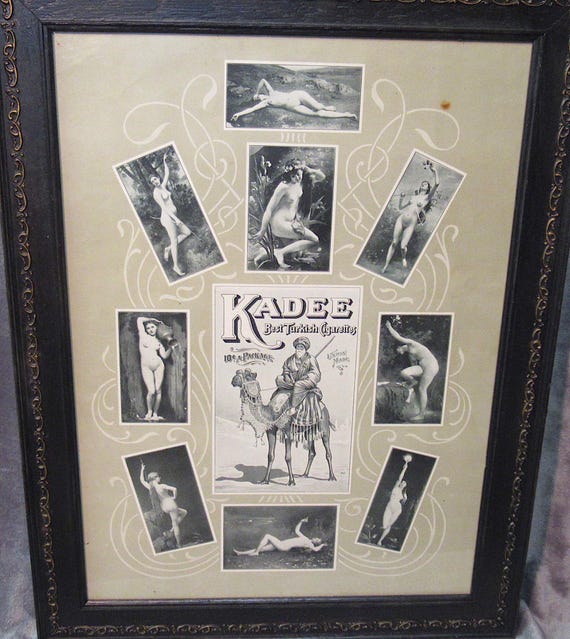 KADEE
Best Turkish Cigarettes
10¢ A PACKAGE
UNION MADE